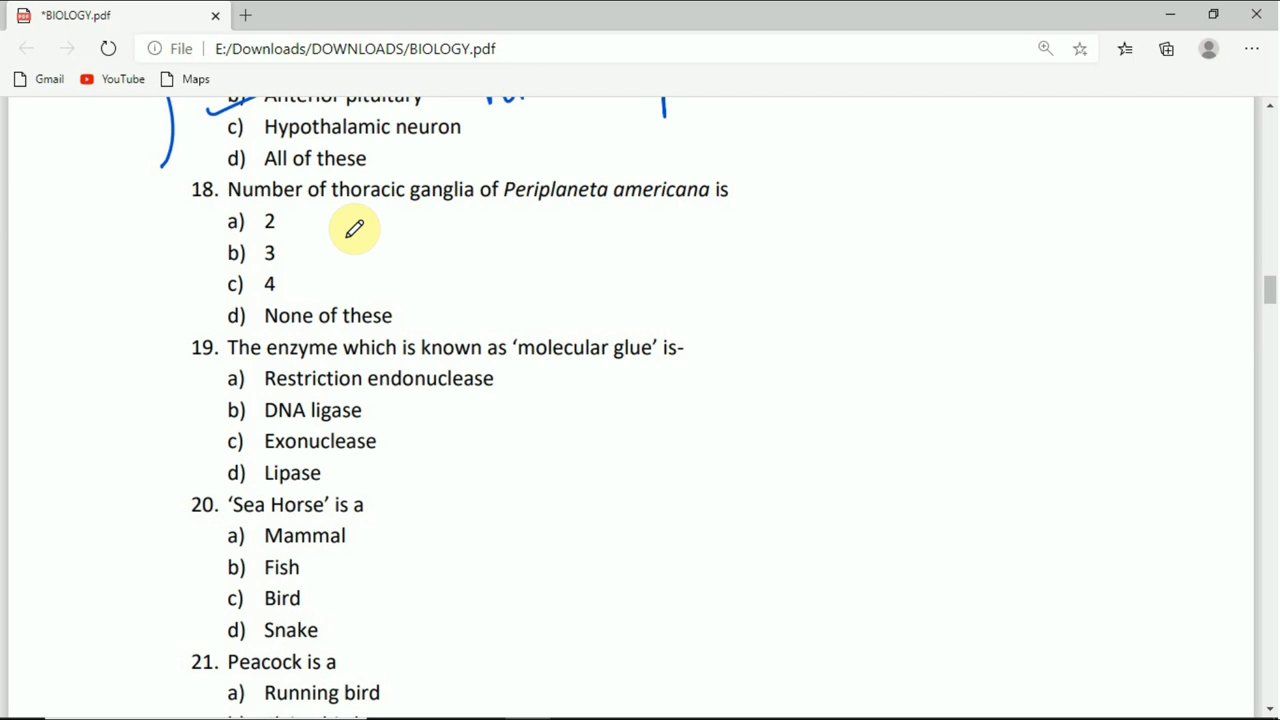 *BIOLOGY.pdf
File
E:/Downloads/DOWNLOADS/BIOLOGY.pdf
Gmail
YouTube
Maps
b) Anterior pituitary
c) Hypothalamic neuron
d) All of these
18. Number of thoracic ganglia of Periplaneta americana is
a) 2
b) 3
c) 4
d) None of these
19. The enzyme which is known as ‘molecular glue’ is-
a) Restriction endonuclease
b) DNA ligase
c) Exonuclease
d) Lipase
20. ‘Sea Horse’ is a
a) Mammal
b) Fish
c) Bird
d) Snake
21. Peacock is a
a) Running bird